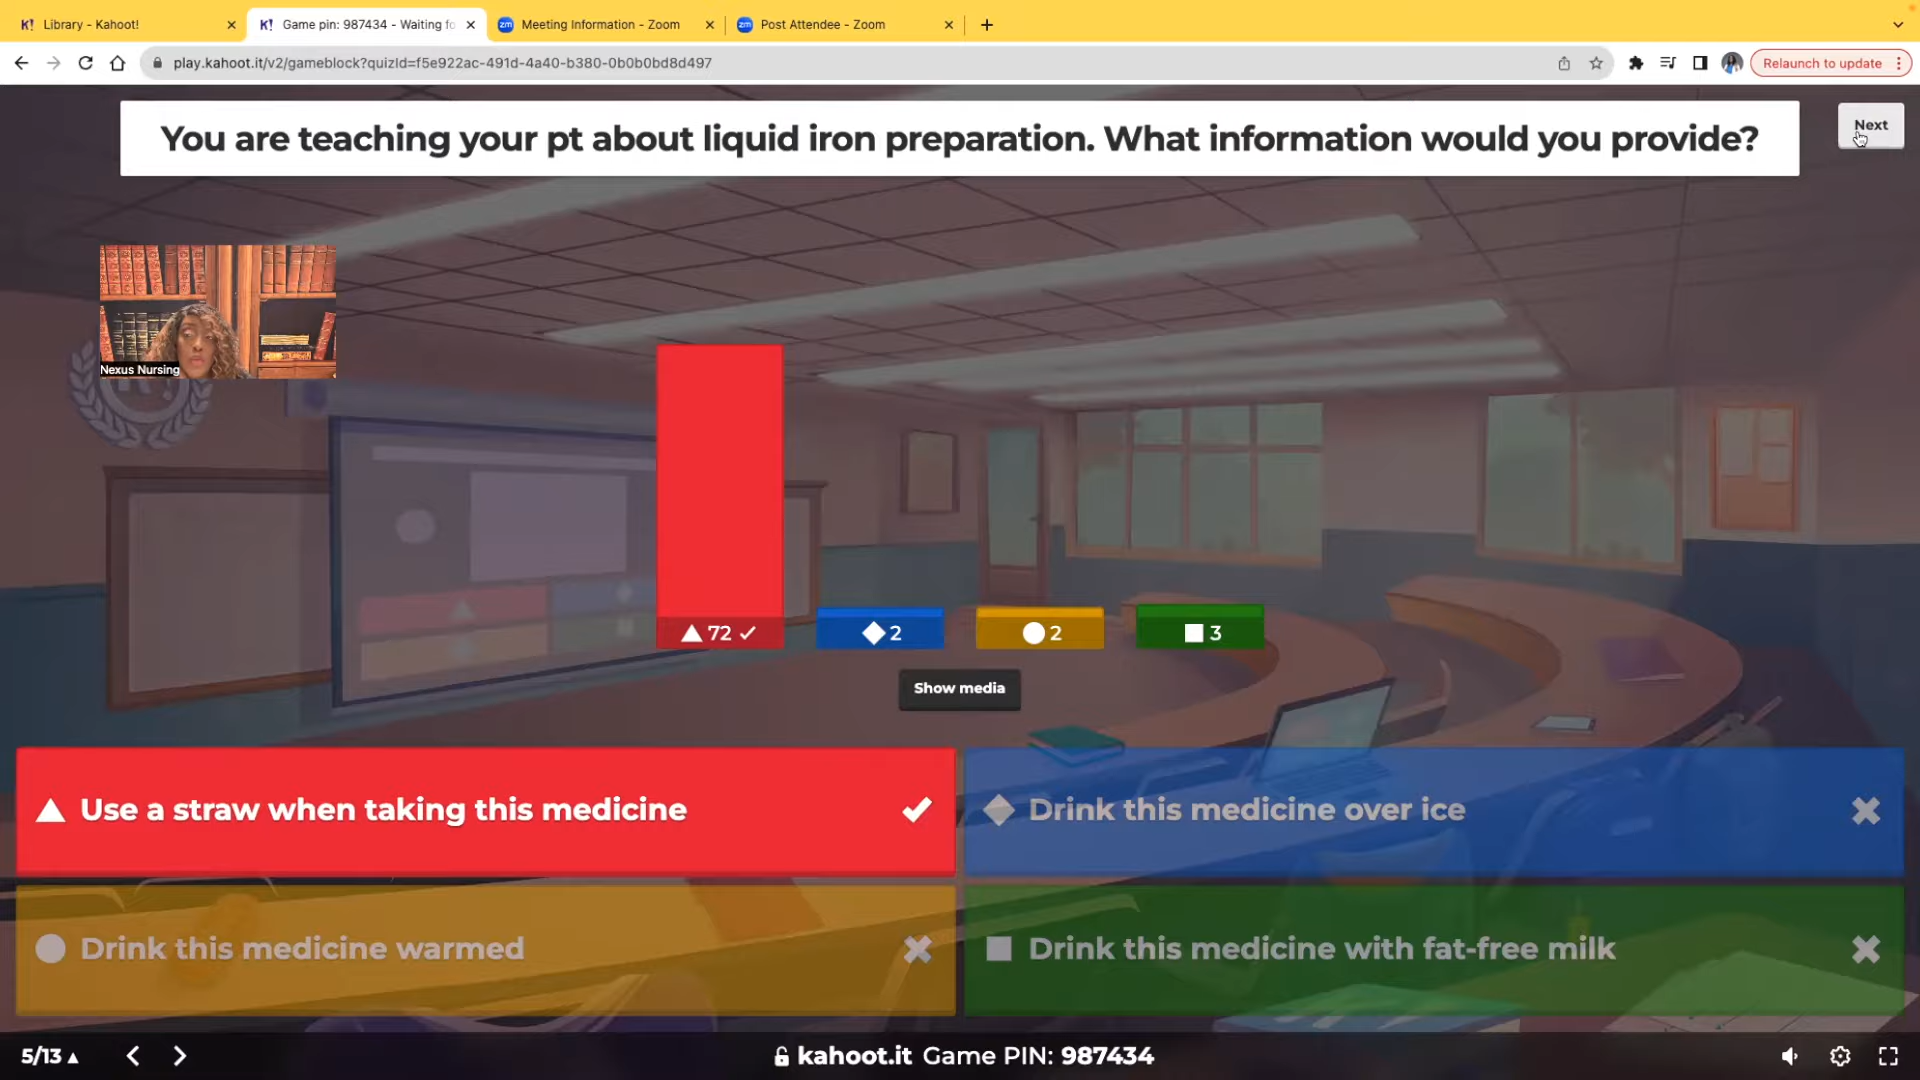 Library - Kahoot!
Game pin: 987434 - Waiting fo
Meeting Information - Zoom
Post Attendee - Zoom
play.kahoot.it/v2/gameblock?quizId=f5e922ac-491d-4a40-b380-0b0b0bd8d497
Relaunch to update
You are teaching your pt about liquid iron preparation. What information would you provide?
Next
Nexus Nursing
72
2
2
3
Show media
Use a straw when taking this medicine
Drink this medicine over ice
Drink this medicine warmed
Drink this medicine with fat-free milk
5/13
kahoot.it Game PIN: 987434